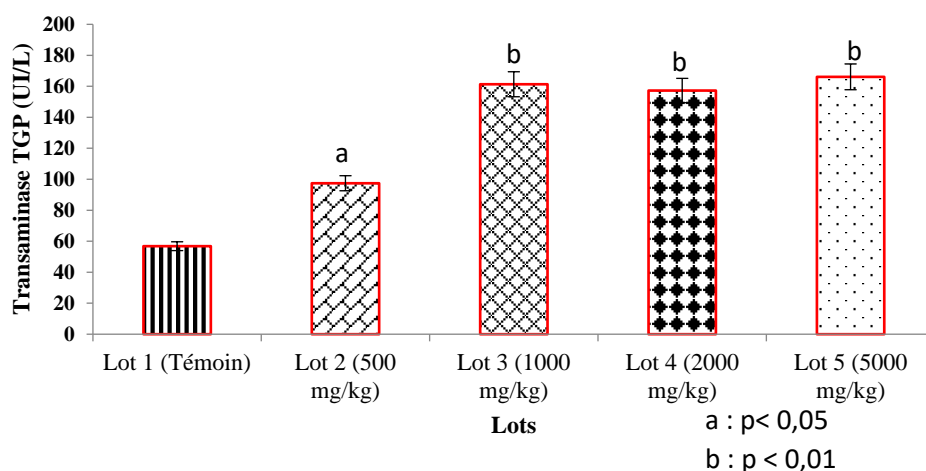 Transaminase TGP (UI/L)
200
180
160
140
120
100
80
60
40
20
0
a
b
b
b
Lot 1 (Témoin)
Lot 2 (500
mg/kg)
Lot 3 (1000
mg/kg)
Lot 4 (2000
mg/kg)
Lot 5 (5000
mg/kg)
Lots
a : p< 0,05
b : p < 0,01